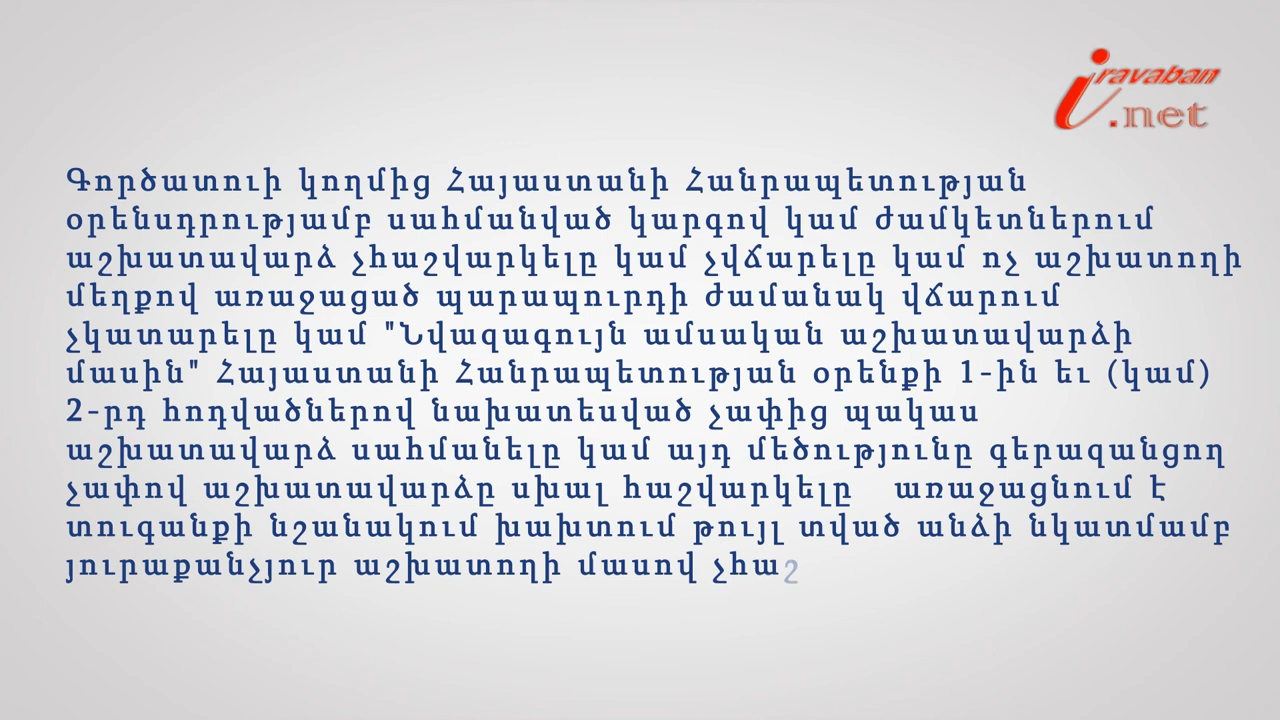 iravaban
.net
Գործատուի կողմից Հայաստանի Հանրապետության
օրենսդրությամբ սահմանված կարգով կամ ժամկետներում
աշխատավարձ չհաշվարկելը կամ չվճարելը կամ ոչ աշխատողի
մեղքով առաջացած պարապուրդի ժամանակ վճարում
չկատարելը կամ "Նվազագույն ամսական աշխատավարձի
մասին" Հայաստանի Հանրապետության օրենքի 1-ին եւ (կամ)
2-րդ հոդվածներով նախատեսված չափից պակաս
աշխատավարձ սահմանելը կամ այդ մեծությունը գերազանցող
չափով աշխատավարձը սխալ հաշվարկելը առաջացնում է
տուգանքի նշանակում խախտում թույլ տված անձի նկատմամբ
յուրաքանչյուր աշխատողի մասով չհաշ